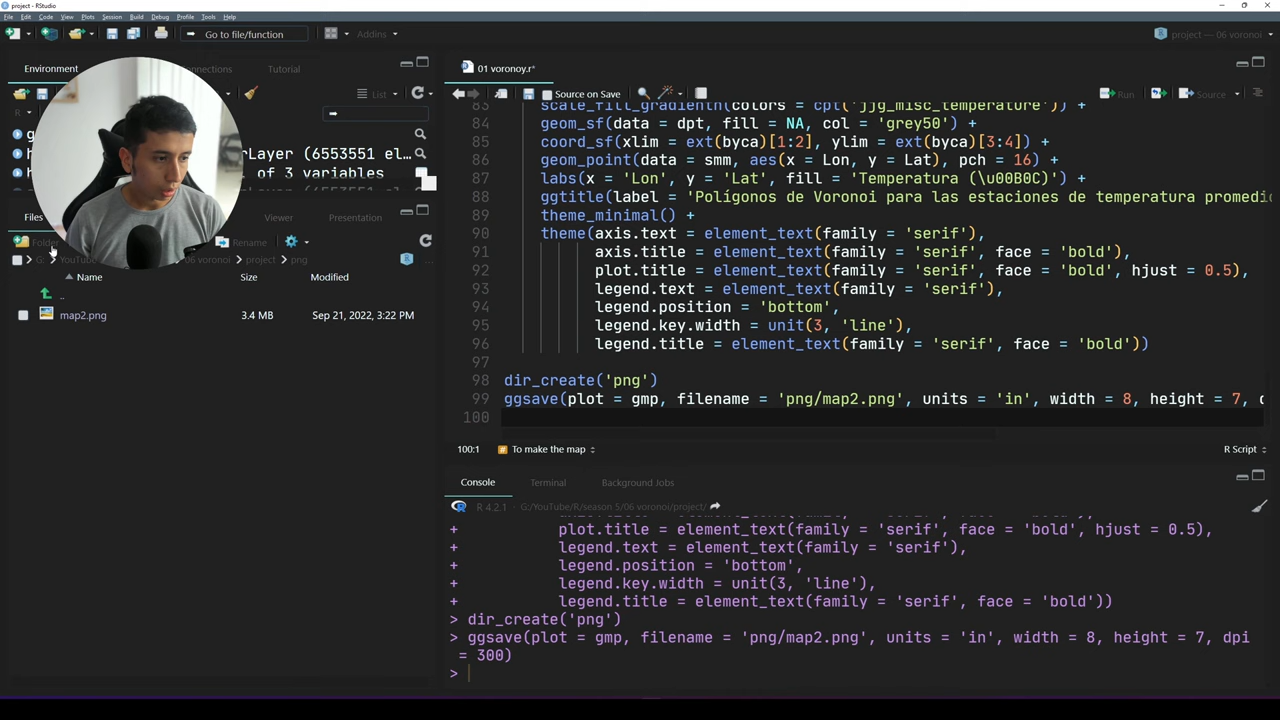 project - RStudio
File Edit Code View Plots Session Build Debug Profile Tools Help
Go to file/function
Addins
project — 06 voronoi
Environment
Connections
Tutorial
List
R
rLayer (6553551 el…
of 3 variables
Layer (6553551 el
Files
Viewer
Presentation
Folder
Rename
G:
YouTube
06 voronoi
project
png
Name
Size
Modified
..
map2.png
3.4 MB
Sep 21, 2022, 3:22 PM
01 voronoy.r*
Source on Save
Run
Source
83 scale_fill_gradientn(colors = cpt('jjg_misc_temperature')) +
84 geom_sf(data = dpt, fill = NA, col = 'grey50') +
85 coord_sf(xlim = ext(byca)[1:2], ylim = ext(byca)[3:4]) +
86 geom_point(data = smm, aes(x = Lon, y = Lat), pch = 16) +
87 labs(x = 'Lon', y = 'Lat', fill = 'Temperatura (\u00B0C)') +
88 ggtitle(label = 'Polígonos de Voronoi para las estaciones de temperatura promedi
89 theme_minimal() +
90 theme(axis.text = element_text(family = 'serif'),
91 axis.title = element_text(family = 'serif', face = 'bold'),
92 plot.title = element_text(family = 'serif', face = 'bold', hjust = 0.5),
93 legend.text = element_text(family = 'serif'),
94 legend.position = 'bottom',
95 legend.key.width = unit(3, 'line'),
96 legend.title = element_text(family = 'serif', face = 'bold'))
97
98 dir_create('png')
99 ggsave(plot = gmp, filename = 'png/map2.png', units = 'in', width = 8, height = 7, d
100
100:1
# To make the map
R Script
Console
Terminal
Background Jobs
R 4.2.1 · G:/YouTube/R/season 5/06 voronoi/project/
+ plot.title = element_text(family = 'serif', face = 'bold', hjust = 0.5),
+ legend.text = element_text(family = 'serif'),
+ legend.position = 'bottom',
+ legend.key.width = unit(3, 'line'),
+ legend.title = element_text(family = 'serif', face = 'bold'))
> dir_create('png')
> ggsave(plot = gmp, filename = 'png/map2.png', units = 'in', width = 8, height = 7, dpi
= 300)
>